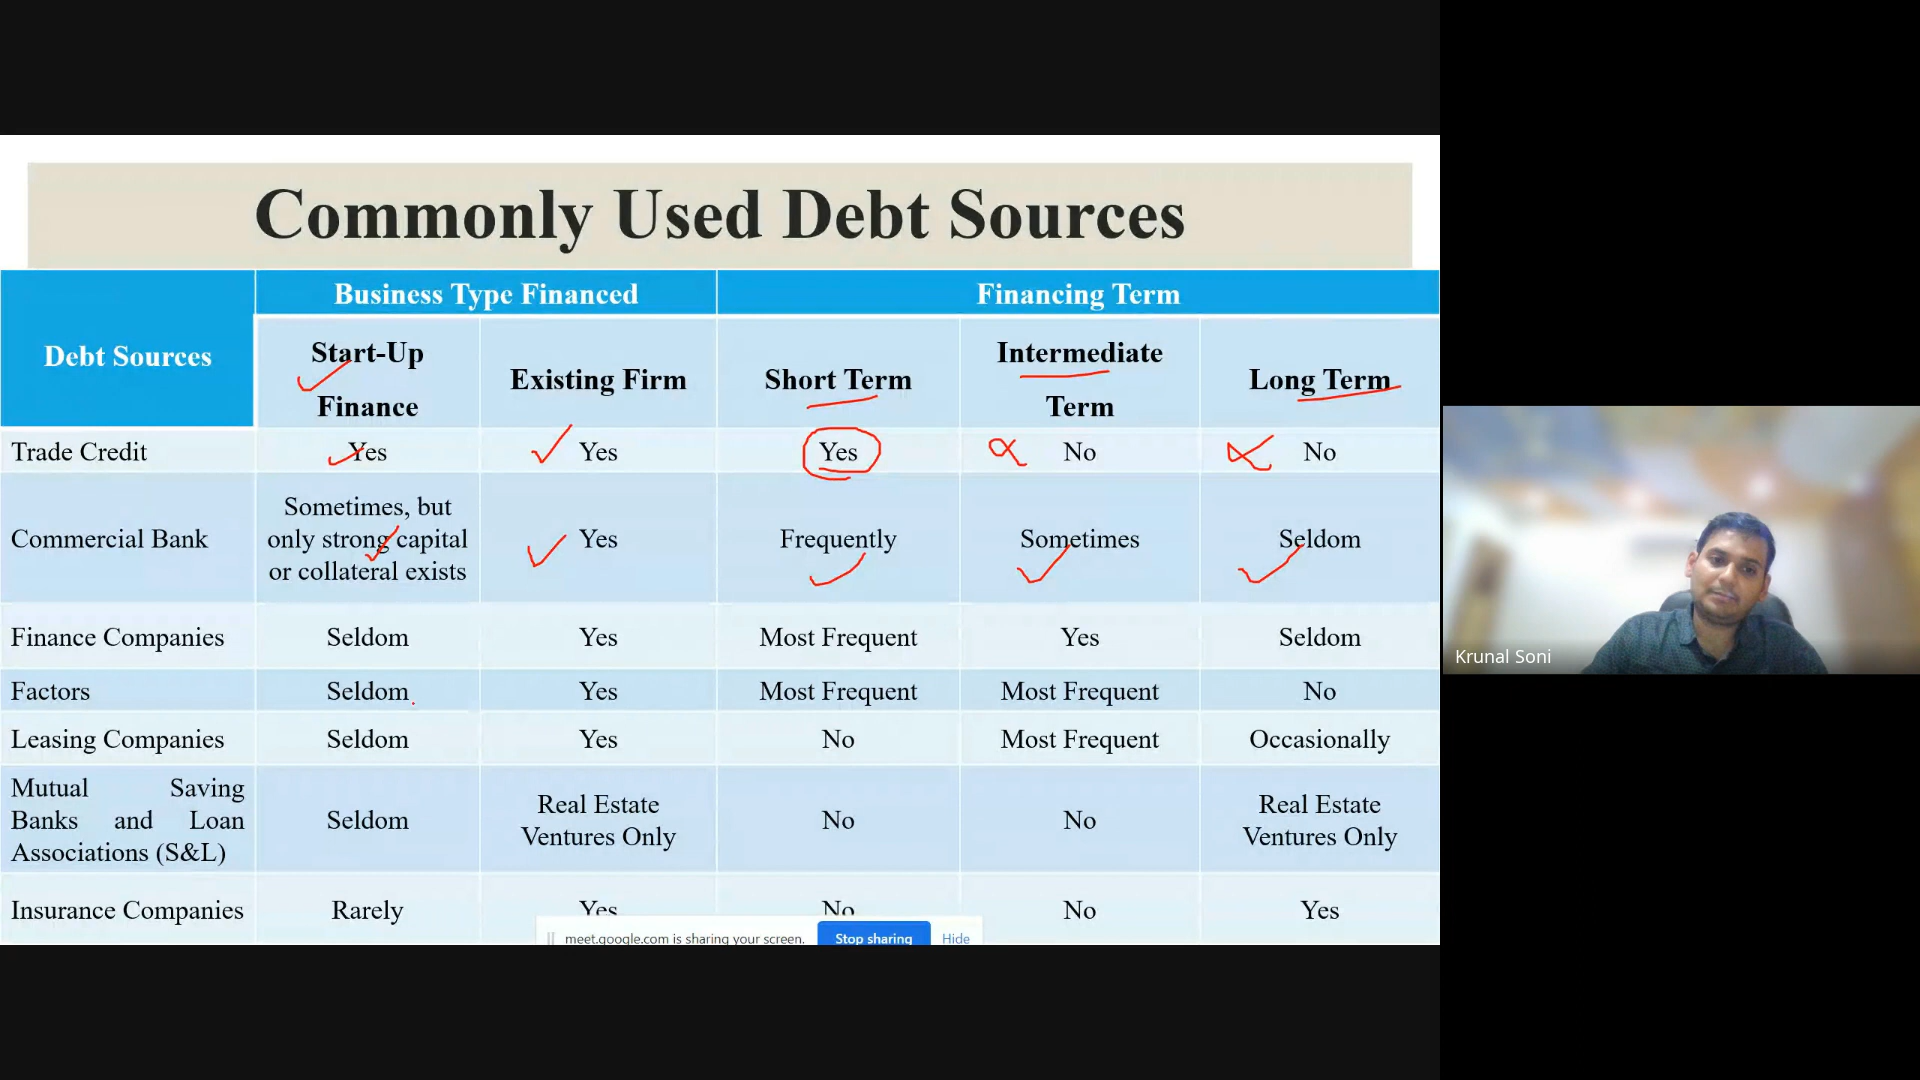 Commonly Used Debt Sources
Debt Sources
Business Type Financed
Financing Term
Start-Up
Finance
Existing Firm
Short Term
Intermediate
Term
Long Term
Trade Credit
Yes
Yes
Yes
No
No
Commercial Bank
Sometimes, but
only strong capital
or collateral exists
Yes
Frequently
Sometimes
Seldom
Finance Companies
Seldom
Yes
Most Frequent
Yes
Seldom
Factors
Seldom
Yes
Most Frequent
Most Frequent
No
Leasing Companies
Seldom
Yes
No
Most Frequent
Occasionally
Mutual Saving
Banks and Loan
Associations (S&L)
Seldom
Real Estate
Ventures Only
No
No
Real Estate
Ventures Only
Insurance Companies
Rarely
Yes
No
No
Yes
meet.google.com is sharing your screen.
Stop sharing
Hide
Krunal Soni